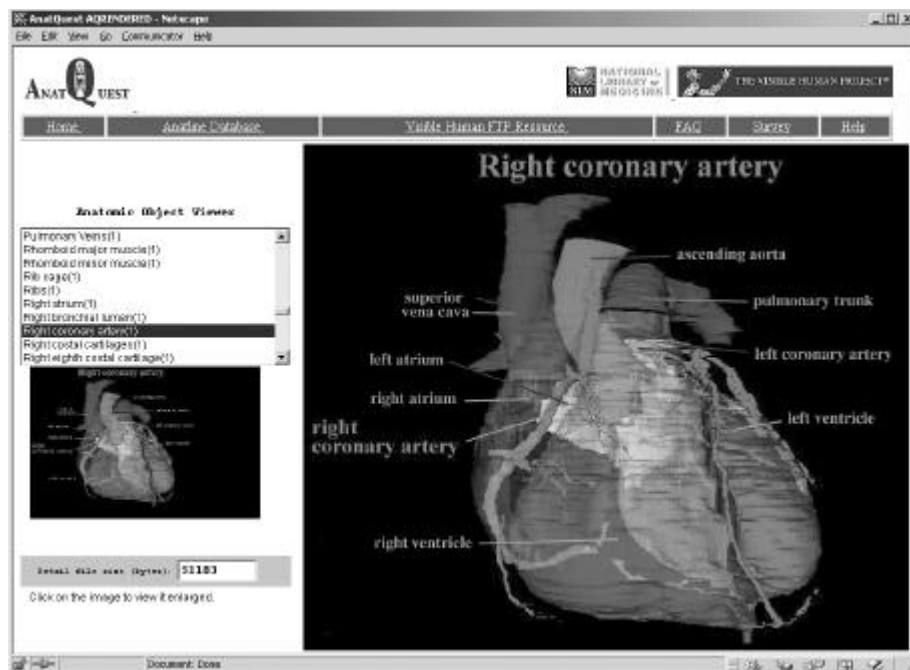 AnatQuest AQRENDERED - Netscape
File Edit View Go Communicator Help
ANATQUEST
NLM
NATIONAL
LIBRARY OF
MEDICINE
THE VISIBLE HUMAN PROJECT®
Home
Anatline Database
Visible Human FTP Resource
FAQ
Survey
Help
Anatomic Object Viewer
Pulmonary Veins(1)
Rhomboid major muscle(1)
Rhomboid minor muscle(1)
Rib cage(1)
Ribs(1)
Right atrium(1)
Right bronchial lumen(1)
Right coronary artery(1)
Right costal cartilages(1)
Right eighth costal cartilage(1)
Right coronary artery
Detail file size (bytes): 51183
Click on the image to view it enlarged.
Right coronary artery
ascending aorta
superior
vena cava
pulmonary trunk
left atrium
left coronary artery
right atrium
left ventricle
right
coronary artery
right ventricle
Document: Done